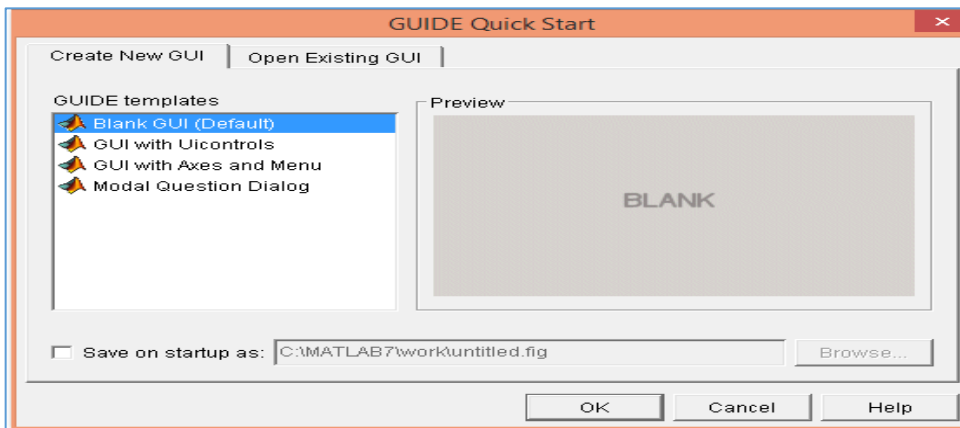 GUIDE Quick Start
Create New GUI
Open Existing GUI
GUIDE templates
Blank GUI (Default)
GUI with Uicontrols
GUI with Axes and Menu
Modal Question Dialog
Preview
BLANK
Save on startup as: C:\MATLAB7\work\untitled.fig Browse...
OK Cancel Help